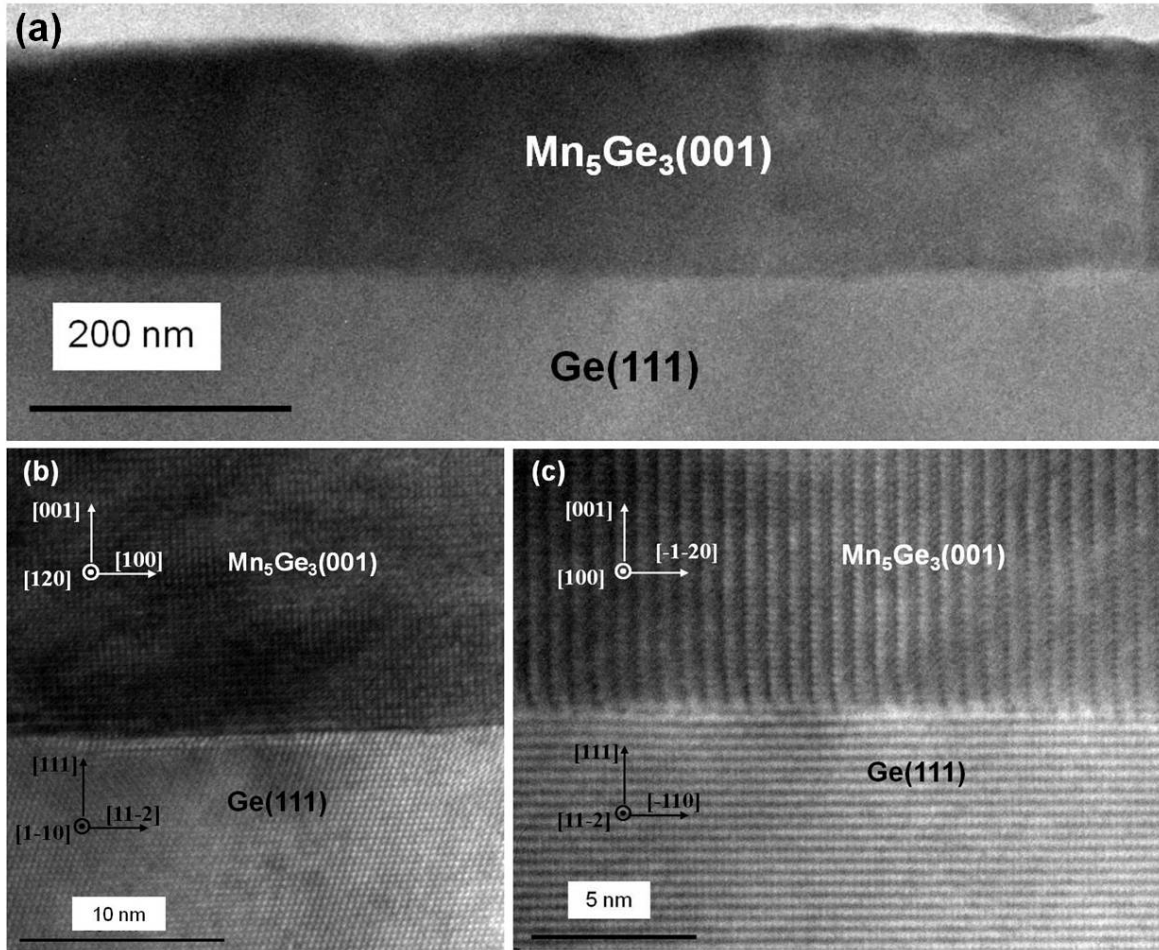 (a)
Mn₅Ge₃(001)
200 nm
Ge(111)
(b)
[001]
[100]
[120]
Mn₅Ge₃(001)
[111]
[11-2]
[1-10]
Ge(111)
10 nm
(c)
[001]
[-1-20]
[100]
Mn₅Ge₃(001)
[111]
[-110]
[11-2]
Ge(111)
5 nm